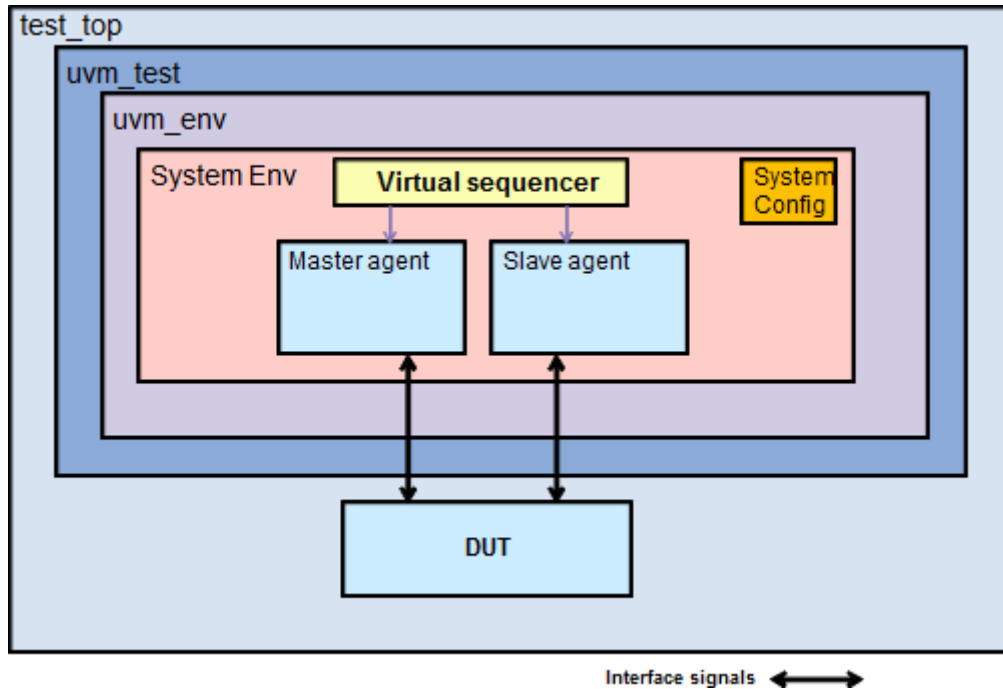 test_top
uvm_test
uvm_env
System Env
Virtual sequencer
System
Config
Master agent
Slave agent
DUT
Interface signals